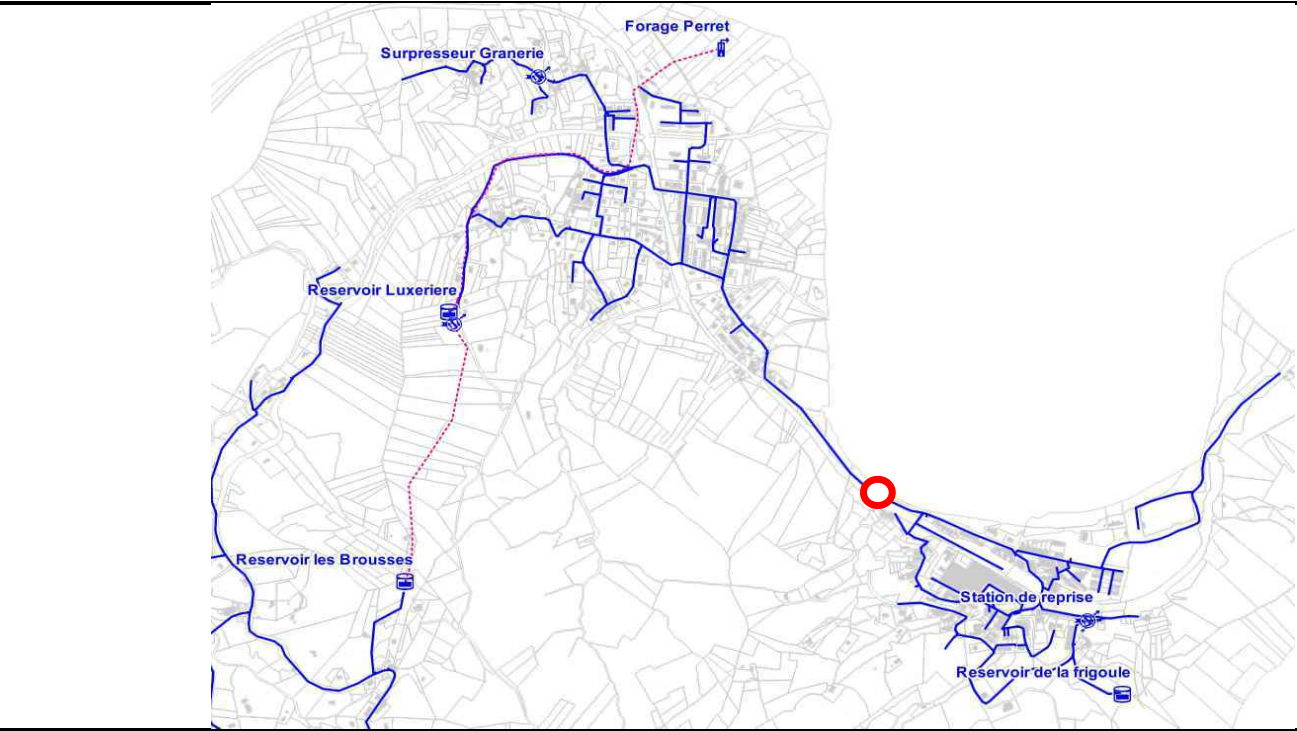 Forage Perret
Surpresseur Granerie
Reservoir Luxeriere
Reservoir les Brousses
Station de reprise
Reservoir de la frigoule